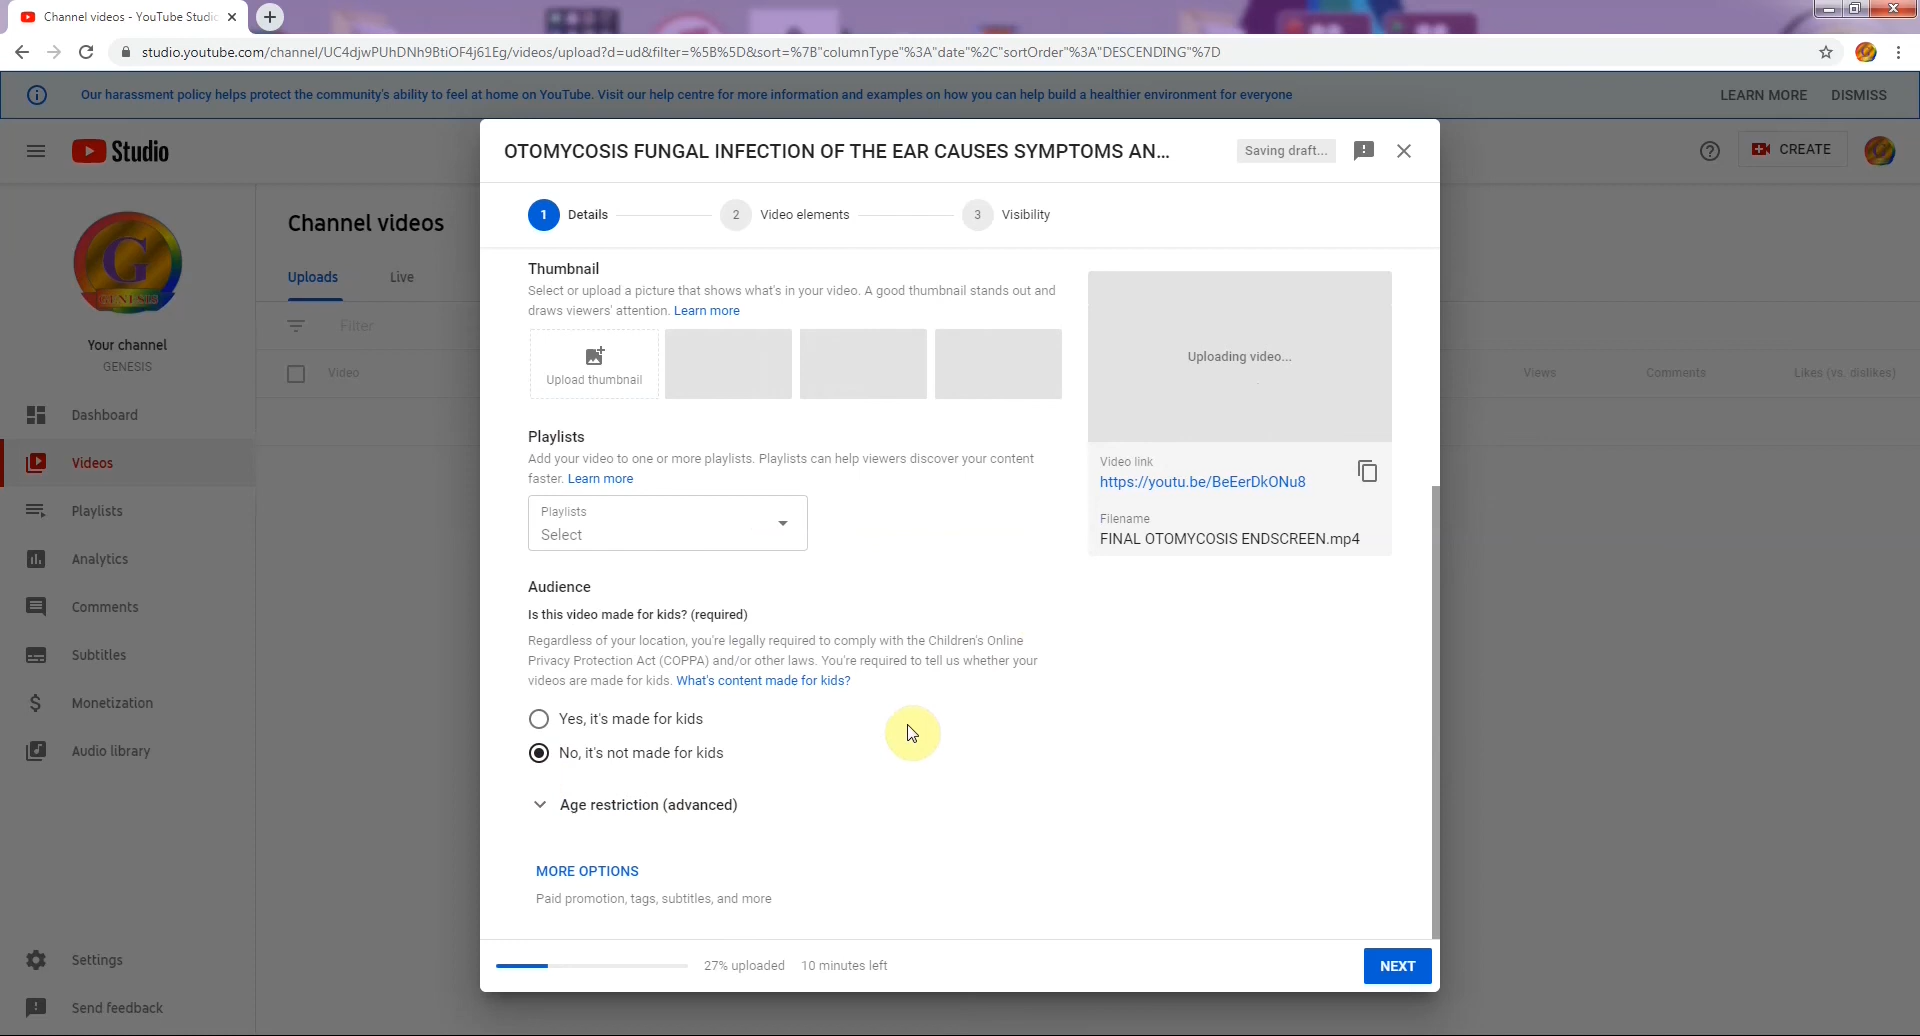 Channel videos - YouTube Studio
studio.youtube.com/channel/UC4djwPUhDNh9BtiOF4j61Eg/videos/upload?d=ud&filter=%5B%5D&sort=%7B"columnType"%3A"date"%2C"sortOrder"%3A"DESCENDING"%7D
Our harassment policy helps protect the community's ability to feel at home on YouTube. Visit our help centre for more information and examples on how you can help build a healthier environment for everyone
LEARN MORE DISMISS
Studio
CREATE
OTOMYCOSIS FUNGAL INFECTION OF THE EAR CAUSES SYMPTOMS AN...
Saving draft...
1 Details
2 Video elements
3 Visibility
G
GENESIS
Your channel
GENESIS
Dashboard
Videos
Playlists
Analytics
Comments
Subtitles
Monetization
Audio library
Settings
Send feedback
Channel videos
Uploads Live
Filter
Video
Views Comments Likes (vs. dislikes)
Thumbnail
Select or upload a picture that shows what's in your video. A good thumbnail stands out and
draws viewers' attention. Learn more
Upload thumbnail
Playlists
Add your video to one or more playlists. Playlists can help viewers discover your content
faster. Learn more
Playlists
Select
Audience
Is this video made for kids? (required)
Regardless of your location, you're legally required to comply with the Children's Online
Privacy Protection Act (COPPA) and/or other laws. You're required to tell us whether your
videos are made for kids. What's content made for kids?
Yes, it's made for kids
No, it's not made for kids
Age restriction (advanced)
MORE OPTIONS
Paid promotion, tags, subtitles, and more
Uploading video...
Video link
https://youtu.be/BeEerDkONu8
Filename
FINAL OTOMYCOSIS ENDSCREEN.mp4
27% uploaded 10 minutes left
NEXT